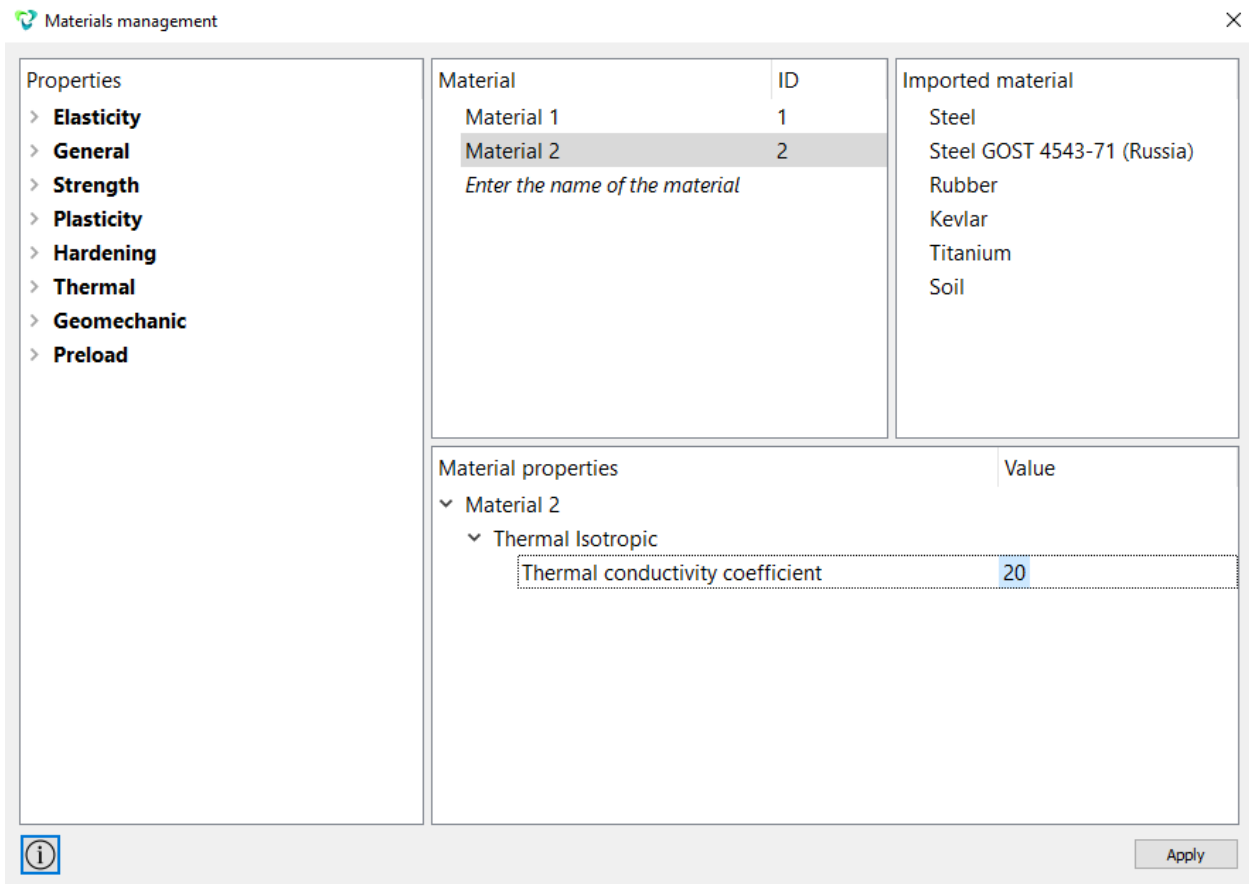 Materials management
Properties
Elasticity
General
Strength
Plasticity
Hardening
Thermal
Geomechanic
Preload
Material ID
Material 1 1
Material 2 2
Enter the name of the material
Imported material
Steel
Steel GOST 4543-71 (Russia)
Rubber
Kevlar
Titanium
Soil
Material properties Value
Material 2
Thermal Isotropic
Thermal conductivity coefficient 20
Apply